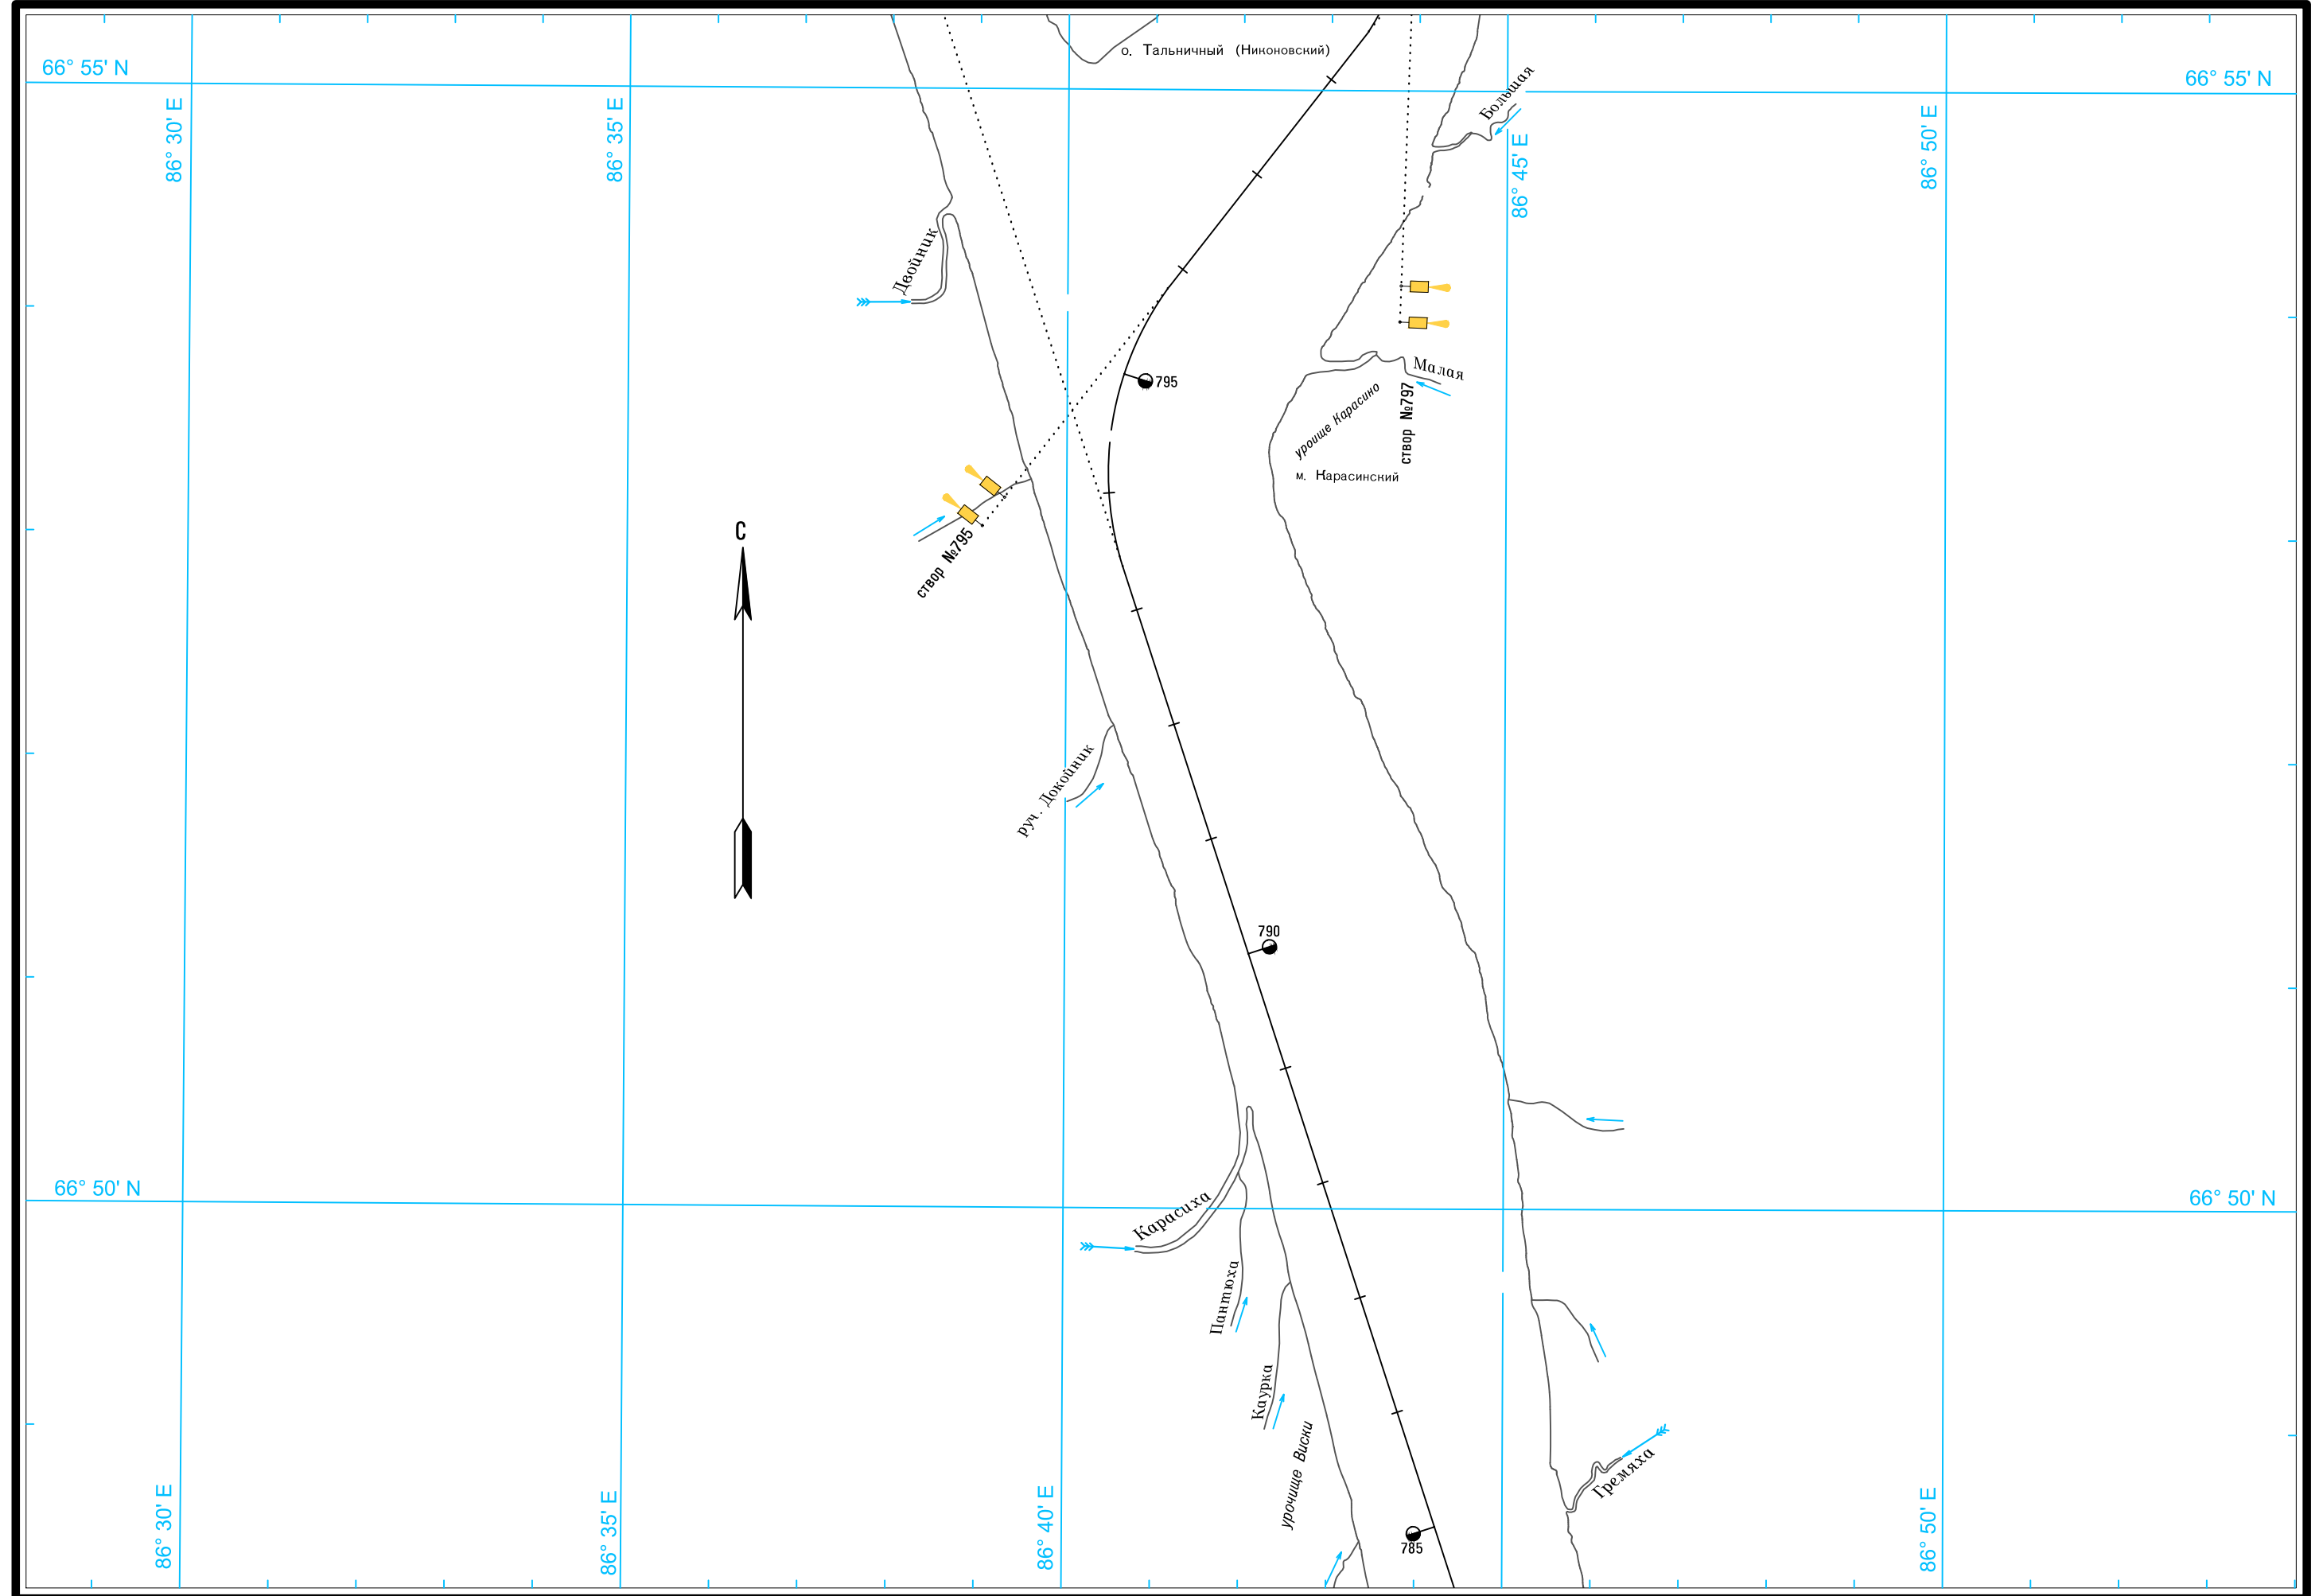 о. Тальничный (Никоновский)
66° 55' N
66° 55' N
86° 30' E
86° 35' E
86° 45' E
86° 50' E
Большая
Двойник
795
Малая
створ №797
урочище Карасино
м. Карасинский
створ №795
С
руч. Докойник
790
66° 50' N
66° 50' N
Карасиха
Пантюха
Каурка
урочище Виски
Гремяха
86° 30' E
86° 35' E
86° 40' E
86° 50' E
785